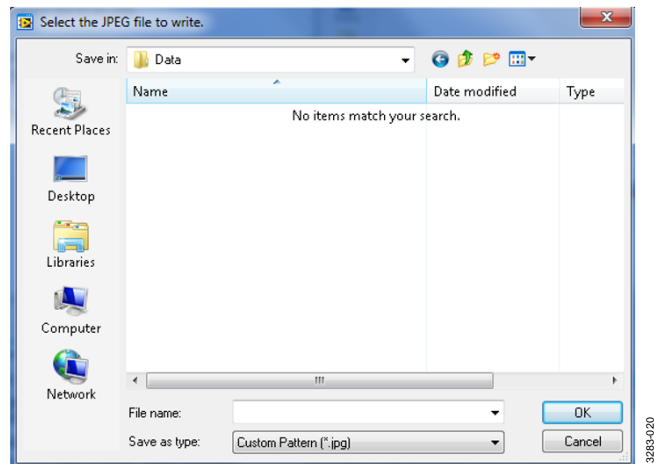 Select the JPEG file to write.
Save in: Data
Name Date modified Type
No items match your search.
Recent Places
Desktop
Libraries
Computer
Network
File name: OK
Save as type: Custom Pattern (*.jpg) Cancel
3283-020